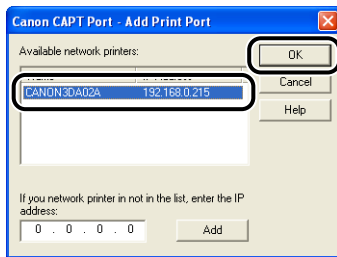 Canon CAPT Port - Add Print Port
Available network printers:
OK
CANON3DA02A 192.168.0.215
Cancel
Help
If you network printer in not in the list, enter the IP
address:
0 . 0 . 0 . 0 Add